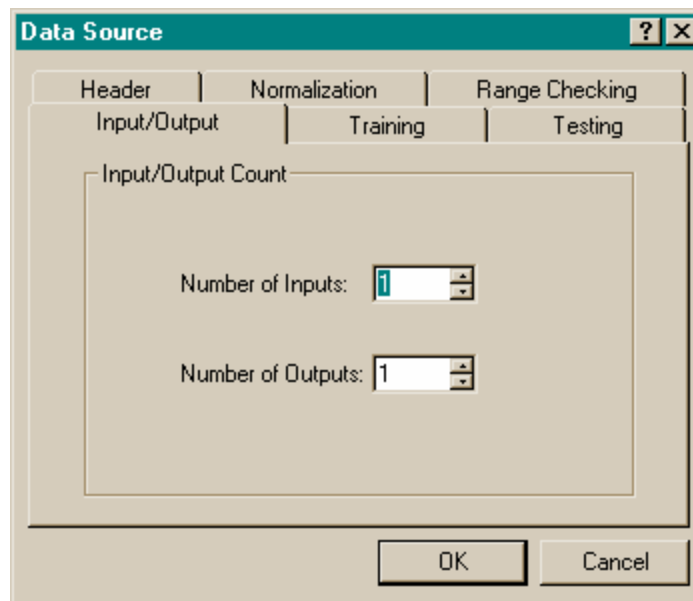 Data Source
Header Normalization Range Checking
Input/Output Training Testing
Input/Output Count
Number of Inputs: 1
Number of Outputs: 1
OK Cancel